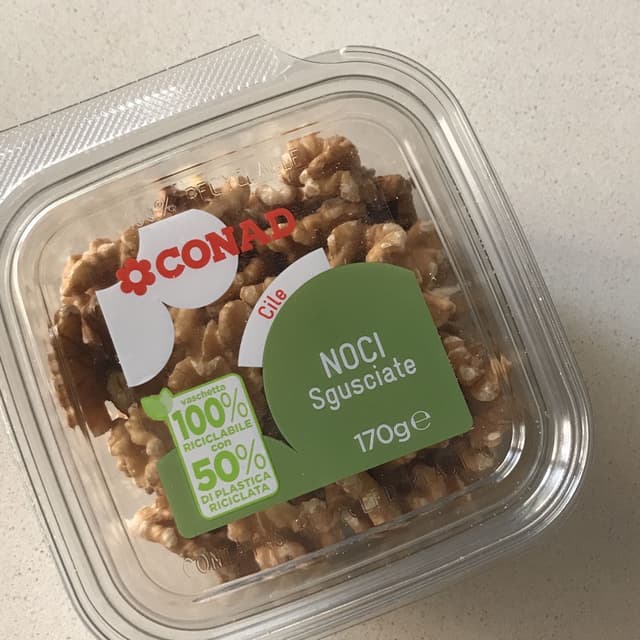 CONAD
Cile
NOCI
Sgusciate
170g℮
vaschetta
100%
RICICLABILE
con
50%
DI PLASTICA
RICICLATA